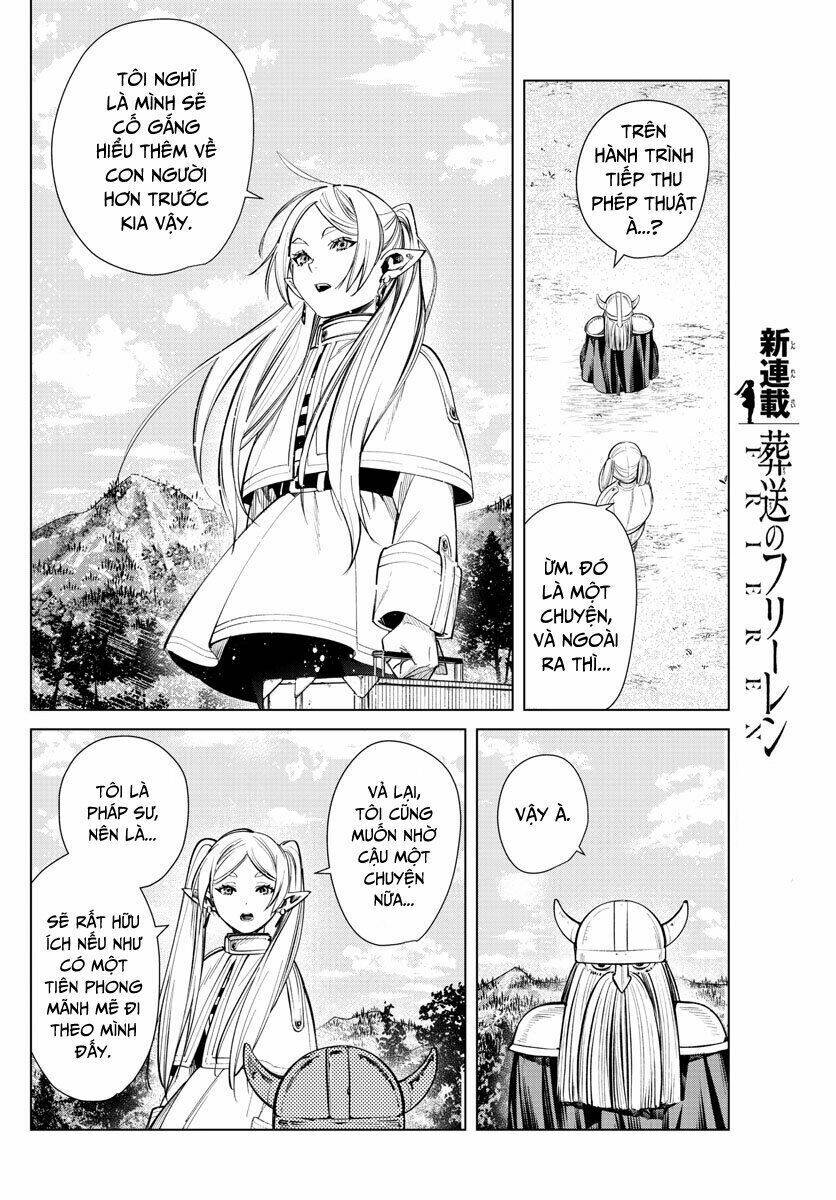 TRÊN
HÀNH TRÌNH
TIẾP THU
PHÉP THUẬT
À...?
ỪM. ĐÓ
LÀ MỘT
CHUYỆN,
VÀ NGOÀI
RA THÌ...
TÔI NGHĨ
LÀ MÌNH SẼ
CỐ GẮNG
HIỂU THÊM VỀ
CON NGƯỜI
HƠN TRƯỚC
KIA VẬY.
VẬY À.
VẢ LẠI,
TÔI CŨNG
MUỐN NHỜ
CẬU MỘT
CHUYỆN
NỮA...
TÔI LÀ
PHÁP SƯ,
NÊN LÀ...
SẼ RẤT HỮU
ÍCH NẾU NHƯ
CÓ MỘT
TIÊN PHONG
MÃNH MẼ ĐI
THEO MÌNH
ĐẤY.
新連載
葬送のフリーレン
FRIEREN